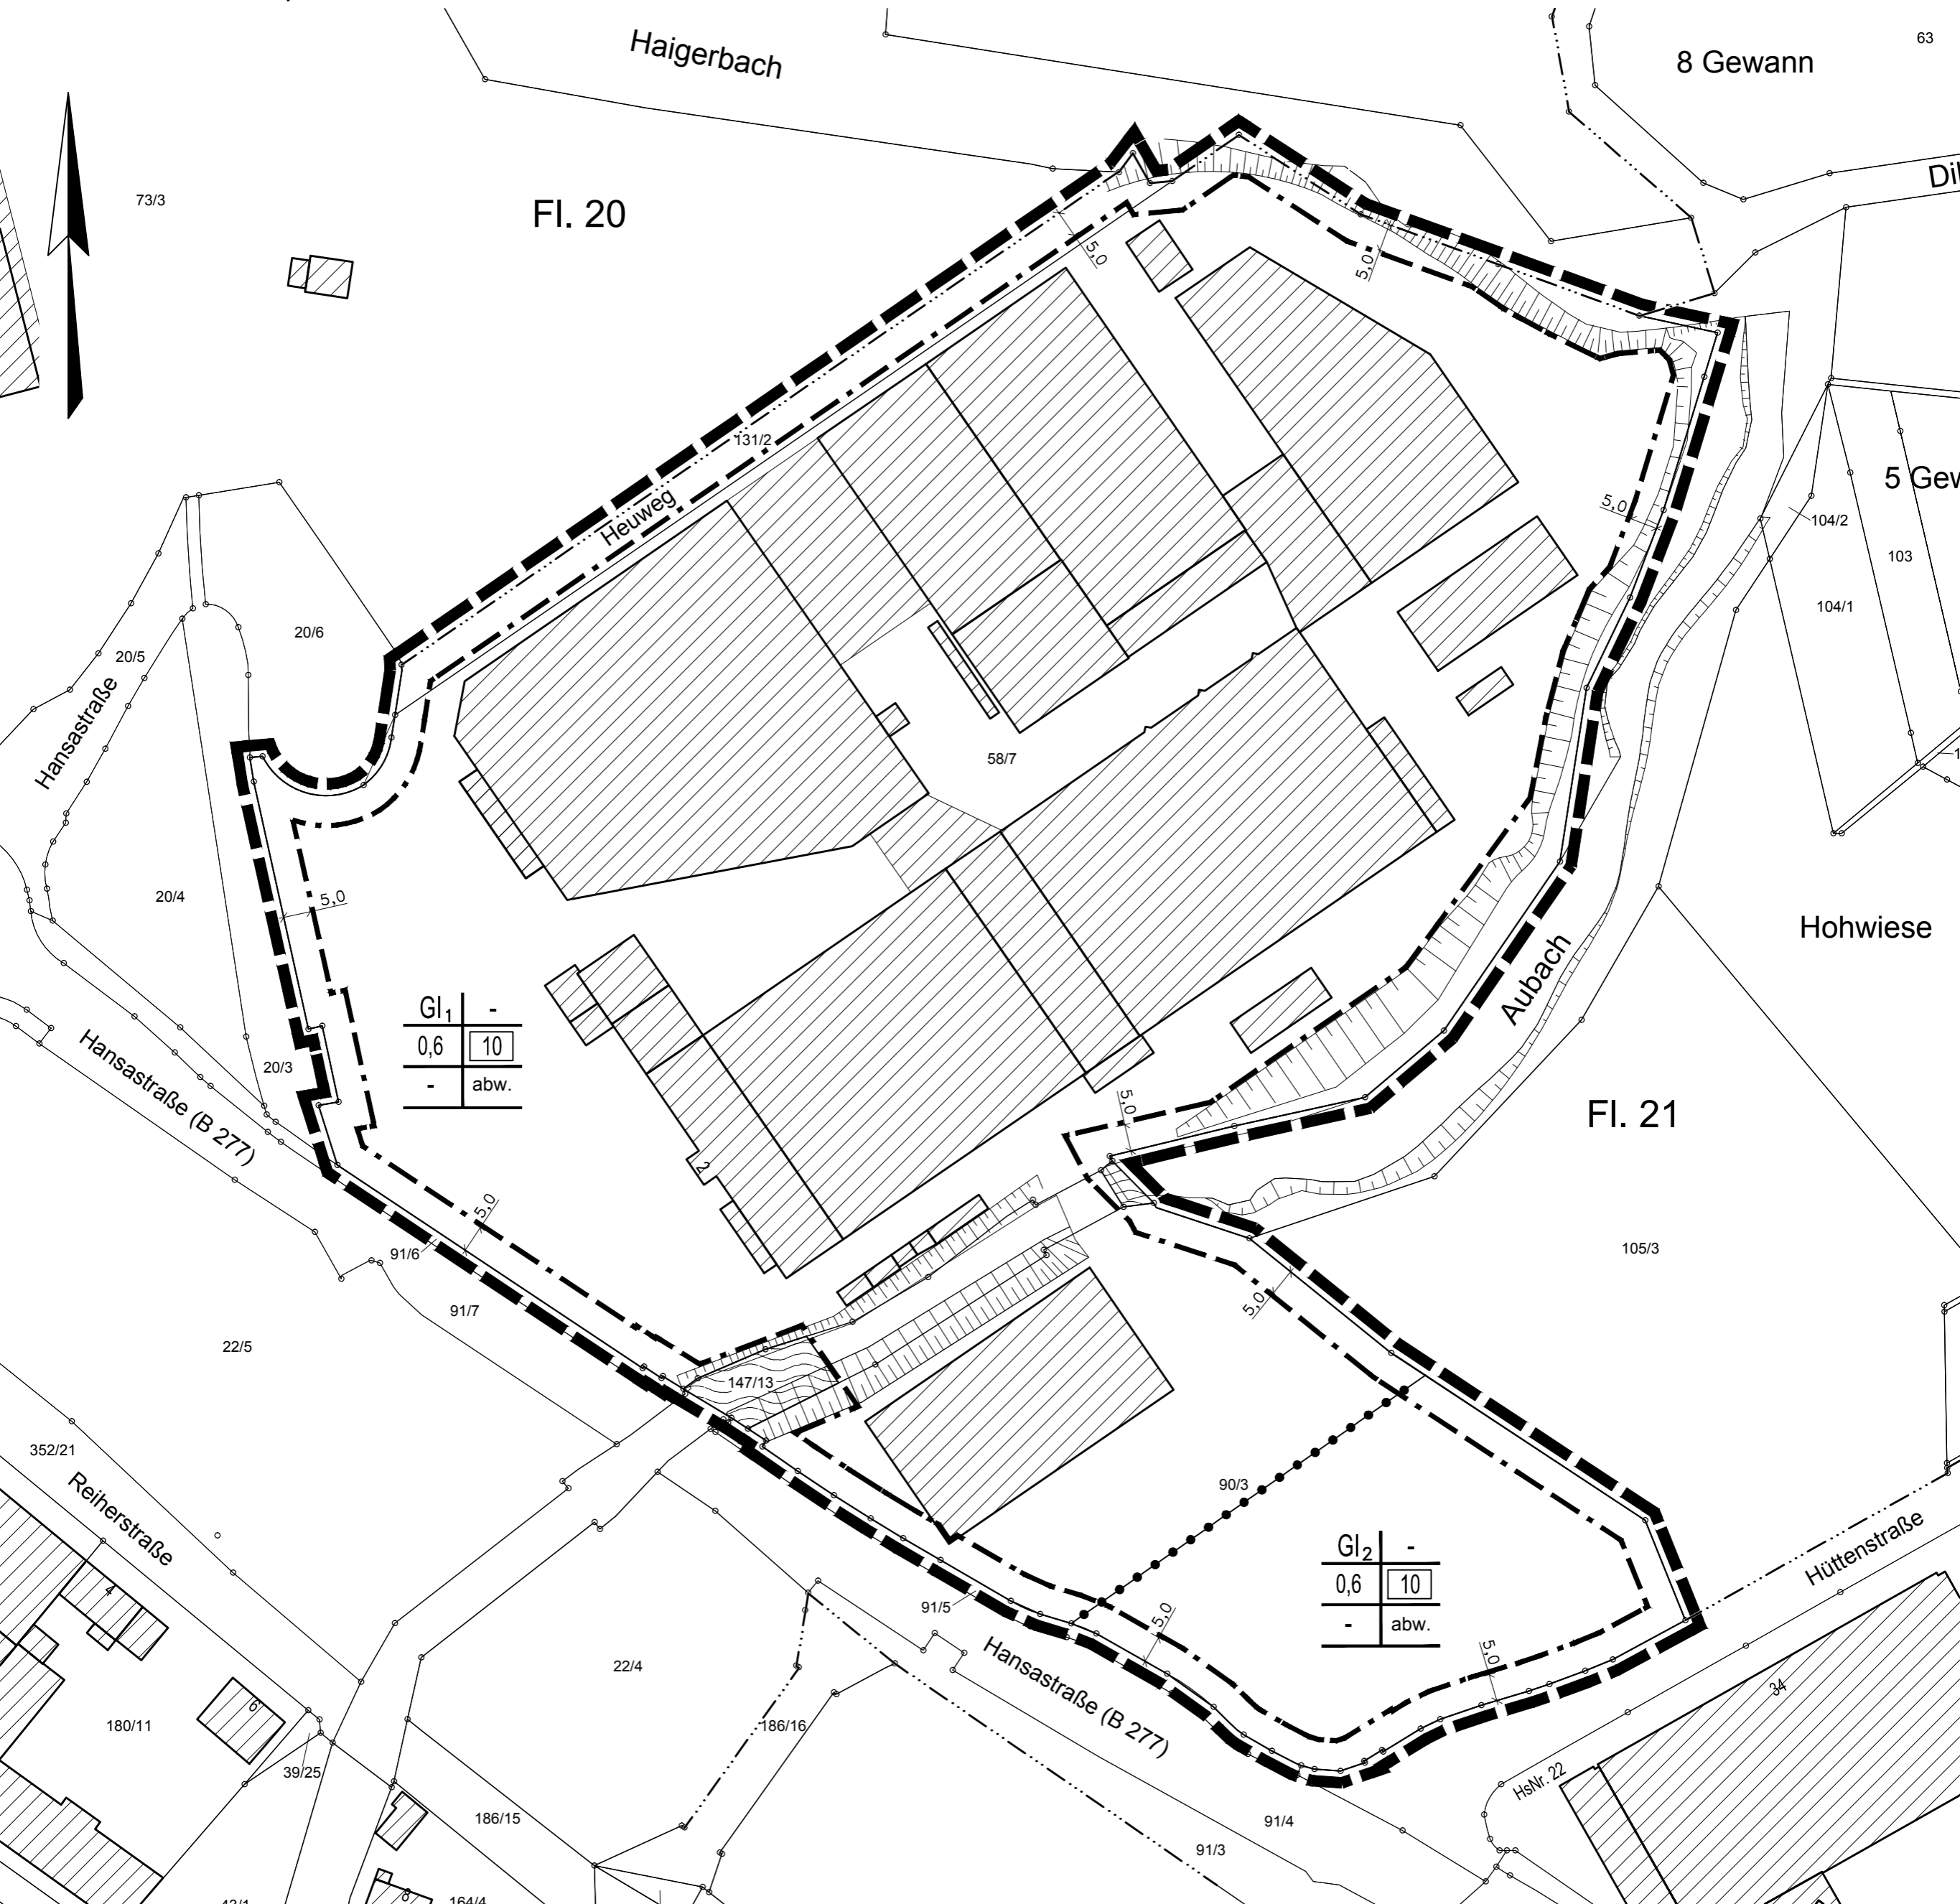 Haigerbach
8 Gewann
63
73/3
Fl. 20
5,0
5,0
131/2
Heuweg
5,0
104/2
103
104/1
20/6
20/5
Hansastraße
58/7
20/4
5,0
Hohwiese
Aubach
GI1 -
0,6 10
- abw.
Hansastraße (B 277)
20/3
5,0
Fl. 21
2
5,0
91/6
91/7
105/3
5,0
22/5
147/13
352/21
Reiherstraße
90/3
Hüttenstraße
GI2 -
0,6 10
- abw.
4
91/5
5,0
5,0
Hansastraße (B 277)
22/4
34
6
180/11
186/16
39/25
HsNr. 22
186/15
91/4
91/3
8
164/4